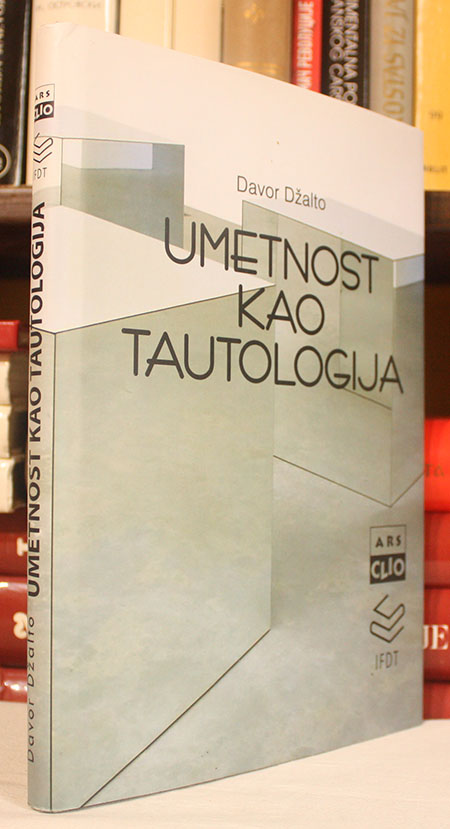 Davor Džalto
UMETNOST
KAO
TAUTOLOGIJA
ARS
CLIO
IFDT
ARS
CLIO
IFDT
Davor Džalto UMETNOST KAO TAUTOLOGIJA